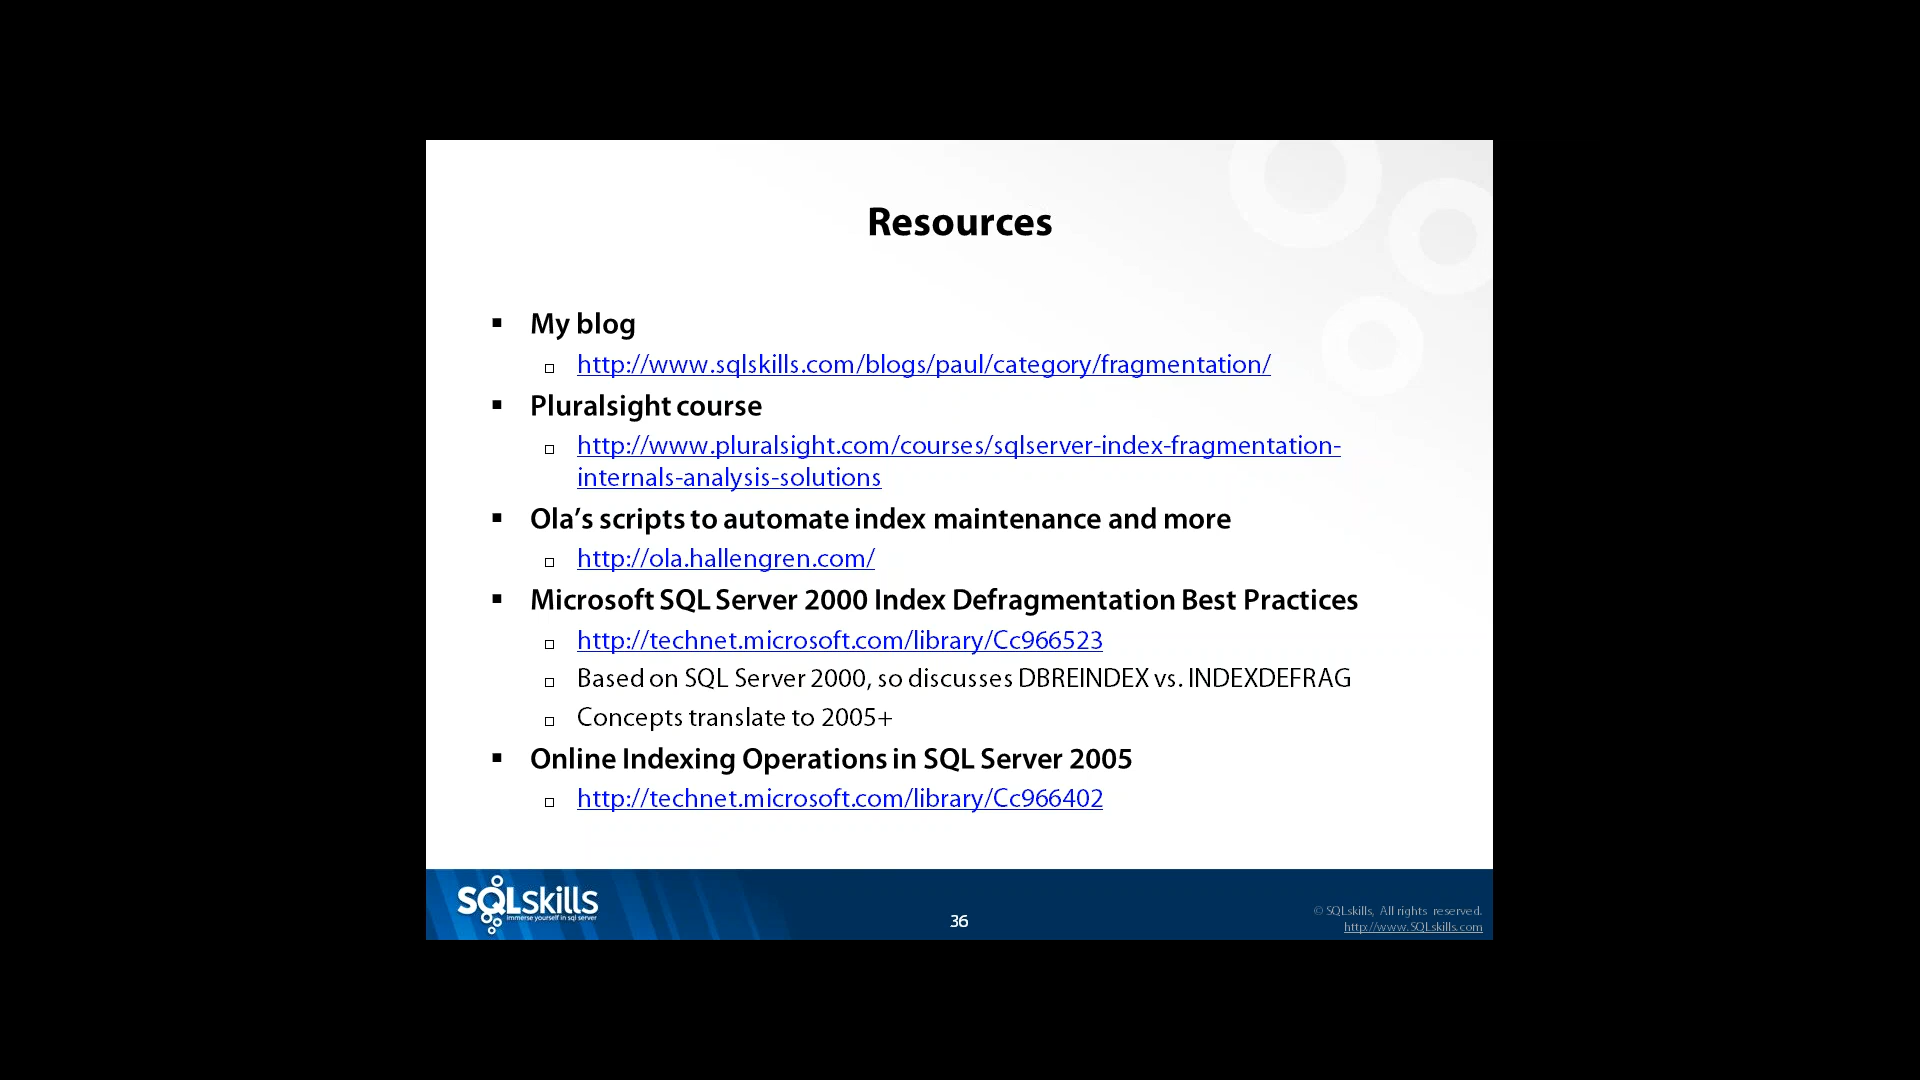 Resources
▪ My blog
▫ http://www.sqlskills.com/blogs/paul/category/fragmentation/
▪ Pluralsight course
▫ http://www.pluralsight.com/courses/sqlserver-index-fragmentation-
internals-analysis-solutions
▪ Ola’s scripts to automate index maintenance and more
▫ http://ola.hallengren.com/
▪ Microsoft SQL Server 2000 Index Defragmentation Best Practices
▫ http://technet.microsoft.com/library/Cc966523
▫ Based on SQL Server 2000, so discusses DBREINDEX vs. INDEXDEFRAG
▫ Concepts translate to 2005+
▪ Online Indexing Operations in SQL Server 2005
▫ http://technet.microsoft.com/library/Cc966402
SQLskills
immerse yourself in sql server
36
© SQLskills, All rights reserved.
http://www.SQLskills.com